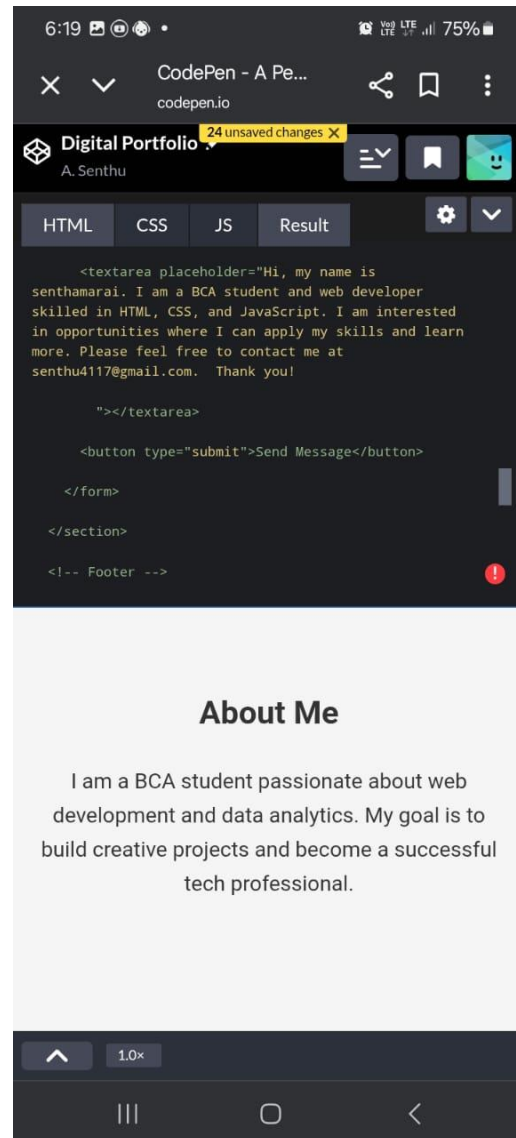 6:19
VoD LTE LTE 75%
CodePen - A Pe...
codepen.io
24 unsaved changes X
Digital Portfolio
A. Senthu
HTML CSS JS Result
<textarea placeholder="Hi, my name is
senthamarai. I am a BCA student and web developer
skilled in HTML, CSS, and JavaScript. I am interested
in opportunities where I can apply my skills and learn
more. Please feel free to contact me at
senthu4117@gmail.com.  Thank you!
"></textarea>
<button type="submit">Send Message</button>
</form>
</section>
<!-- Footer -->
About Me
I am a BCA student passionate about web
development and data analytics. My goal is to
build creative projects and become a successful
tech professional.
1.0×